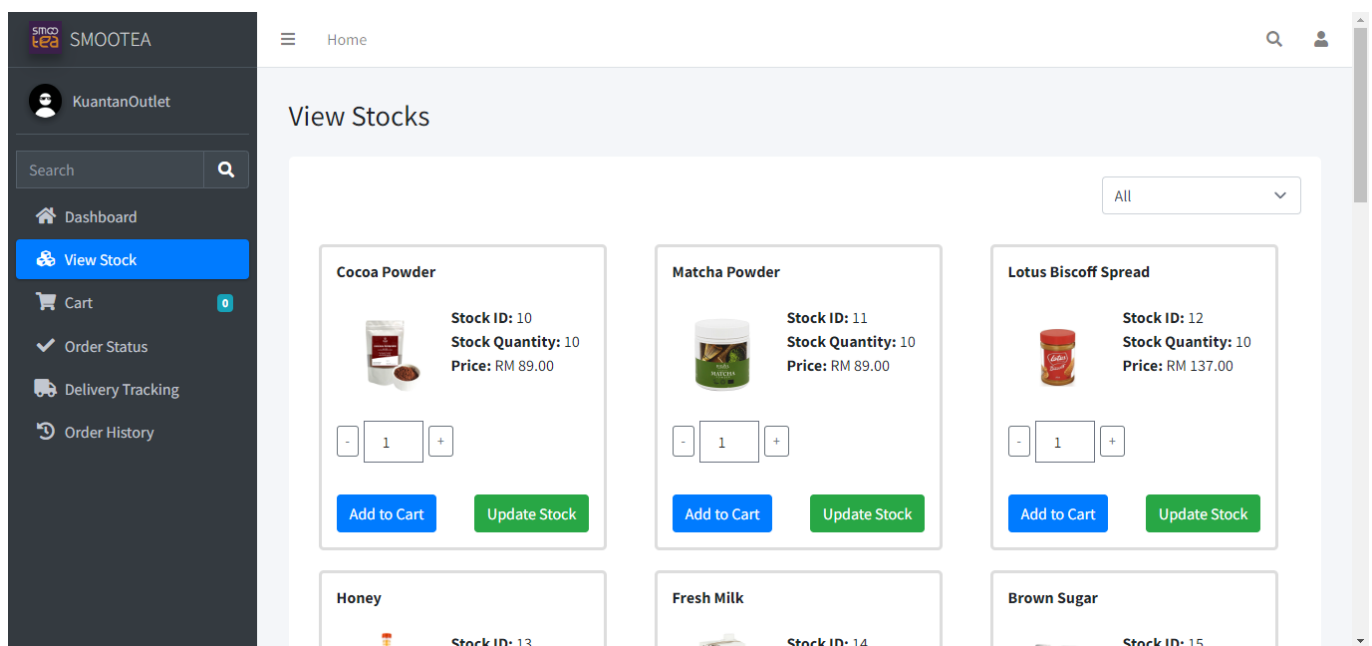 smoo
tea
SMOOTEA
Home
KuantanOutlet
Search
Dashboard
View Stock
Cart
0
Order Status
Delivery Tracking
Order History
View Stocks
All
Cocoa Powder
Stock ID: 10
Stock Quantity: 10
Price: RM 89.00
- 1 +
Add to Cart
Update Stock
Matcha Powder
MATCHA
Stock ID: 11
Stock Quantity: 10
Price: RM 89.00
- 1 +
Add to Cart
Update Stock
Lotus Biscoff Spread
Lotus
Stock ID: 12
Stock Quantity: 10
Price: RM 137.00
- 1 +
Add to Cart
Update Stock
Honey
Stock ID: 13
Fresh Milk
Stock ID: 14
Brown Sugar
Stock ID: 15